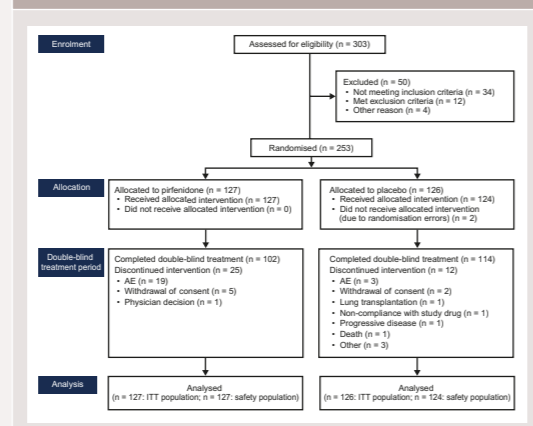 Enrolment
Assessed for eligibility (n = 303)
Excluded (n = 50)
• Not meeting inclusion criteria (n = 34)
• Met exclusion criteria (n = 12)
• Other reason (n = 4)
Randomised (n = 253)
Allocation
Allocated to pirfenidone (n = 127)
• Received allocated intervention (n = 127)
• Did not receive allocated intervention (n = 0)
Allocated to placebo (n = 126)
• Received allocated intervention (n = 124)
• Did not receive allocated intervention
(due to randomisation errors) (n = 2)
Double-blind
treatment period
Completed double-blind treatment (n = 102)
Discontinued intervention (n = 25)
• AE (n = 19)
• Withdrawal of consent (n = 5)
• Physician decision (n = 1)
Completed double-blind treatment (n = 114)
Discontinued intervention (n = 12)
• AE (n = 3)
• Withdrawal of consent (n = 2)
• Lung transplantation (n = 1)
• Non-compliance with study drug (n = 1)
• Progressive disease (n = 1)
• Death (n = 1)
• Other (n = 3)
Analysis
Analysed
(n = 127: ITT population; n = 127: safety population)
Analysed
(n = 126: ITT population; n = 124: safety population)